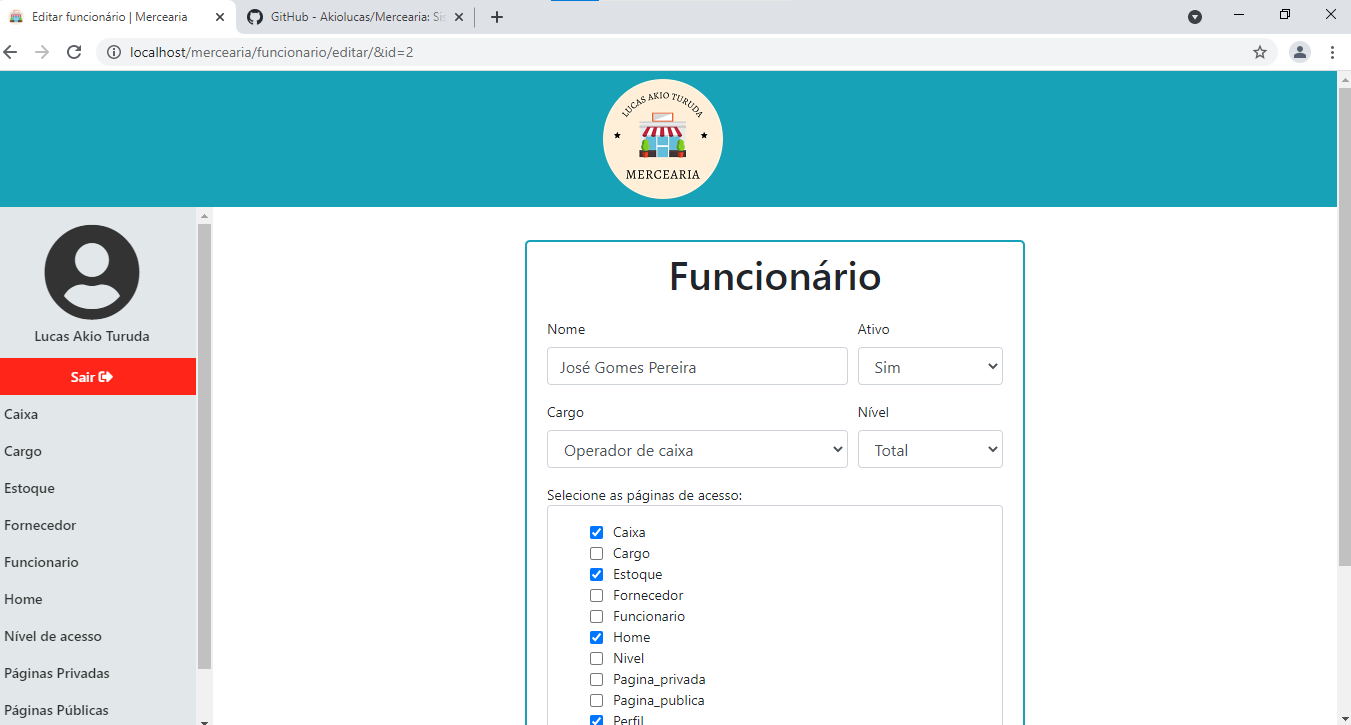 Editar funcionário | Mercearia
GitHub - Akiolucas/Mercearia: Sis
localhost/mercearia/funcionario/editar/&id=2
LUCAS AKIO TURUDA
MERCEARIA
Lucas Akio Turuda
Sair
Caixa
Cargo
Estoque
Fornecedor
Funcionario
Home
Nível de acesso
Páginas Privadas
Páginas Públicas
Funcionário
Nome
Ativo
José Gomes Pereira
Sim
Cargo
Nível
Operador de caixa
Total
Selecione as páginas de acesso:
Caixa
Cargo
Estoque
Fornecedor
Funcionario
Home
Nivel
Pagina_privada
Pagina_publica
Perfil